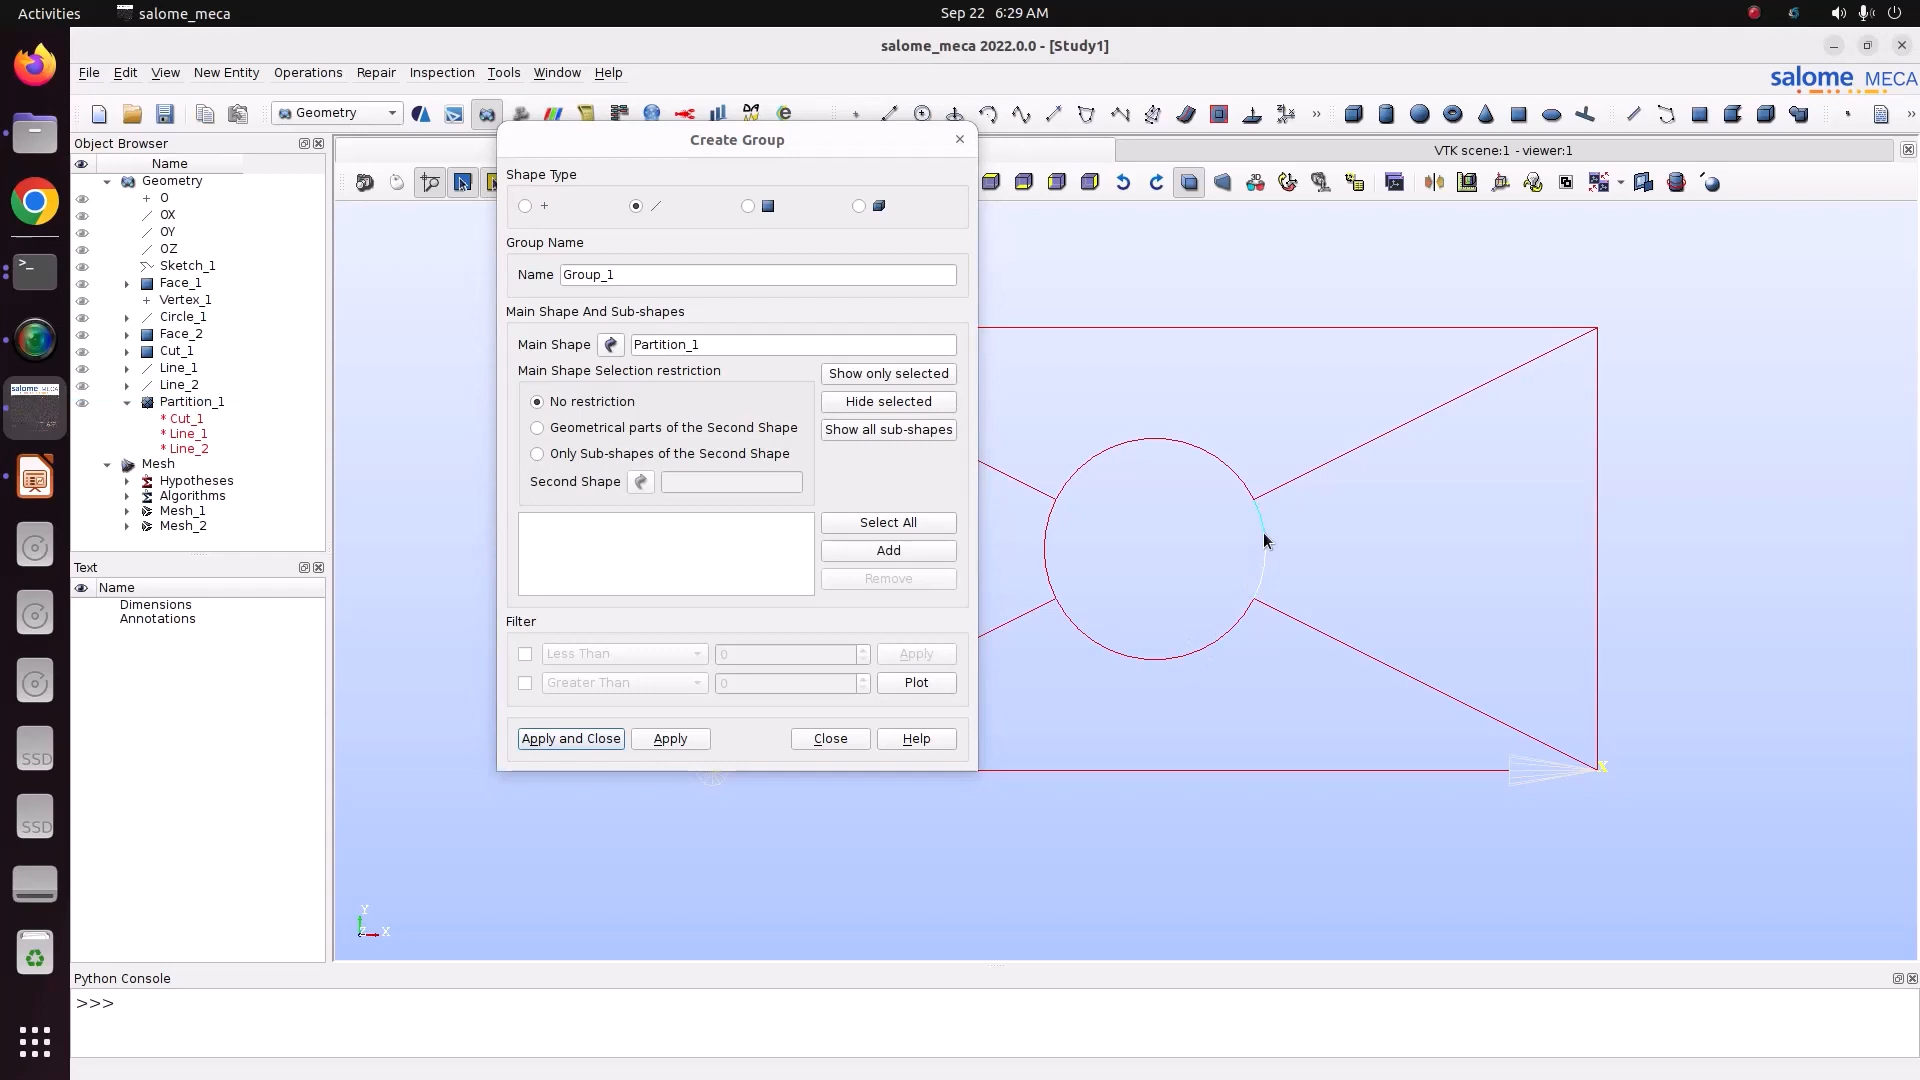 Activities
salome_meca
Sep 22 6:29 AM
salome_meca 2022.0.0 - [Study1]
File Edit View New Entity Operations Repair Inspection Tools Window Help
salome MECA
Geometry
Object Browser
Name
Geometry
O
OX
OY
OZ
Sketch_1
Face_1
Vertex_1
Circle_1
Face_2
Cut_1
Line_1
Line_2
Partition_1
* Cut_1
* Line_1
* Line_2
Mesh
Hypotheses
Algorithms
Mesh_1
Mesh_2
Text
Name
Dimensions
Annotations
Create Group
Shape Type
Group Name
Name Group_1
Main Shape And Sub-shapes
Main Shape Partition_1
Main Shape Selection restriction
No restriction
Geometrical parts of the Second Shape
Only Sub-shapes of the Second Shape
Second Shape
Show only selected
Hide selected
Show all sub-shapes
Select All
Add
Remove
Filter
Less Than 0 Apply
Greater Than 0 Plot
Apply and Close Apply Close Help
VTK scene:1 - viewer:1
X
Y
Z X
SSD
SSD
Python Console
>>>